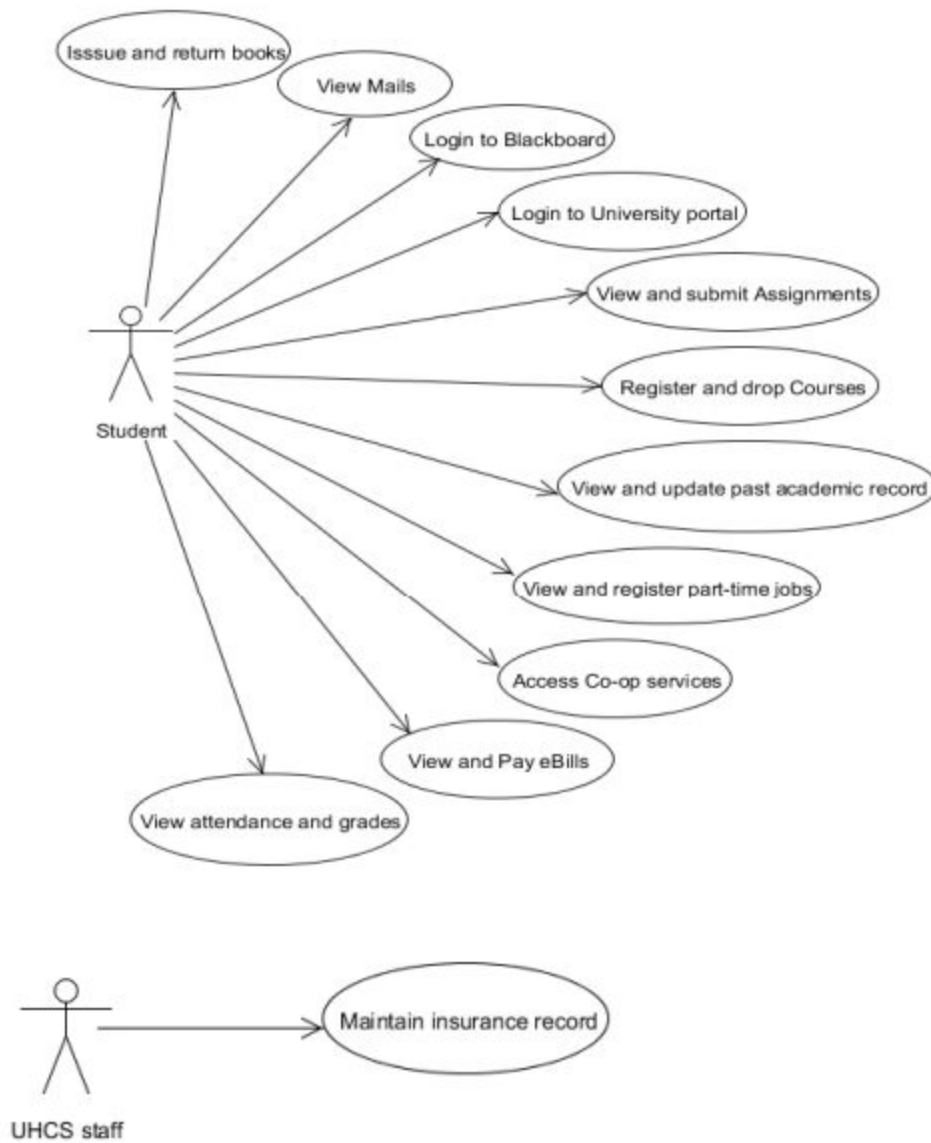 Isssue and return books
View Mails
Login to Blackboard
Login to University portal
View and submit Assignments
Register and drop Courses
Student
View and update past academic record
View and register part-time jobs
Access Co-op services
View and Pay eBills
View attendance and grades
Maintain insurance record
UHCS staff